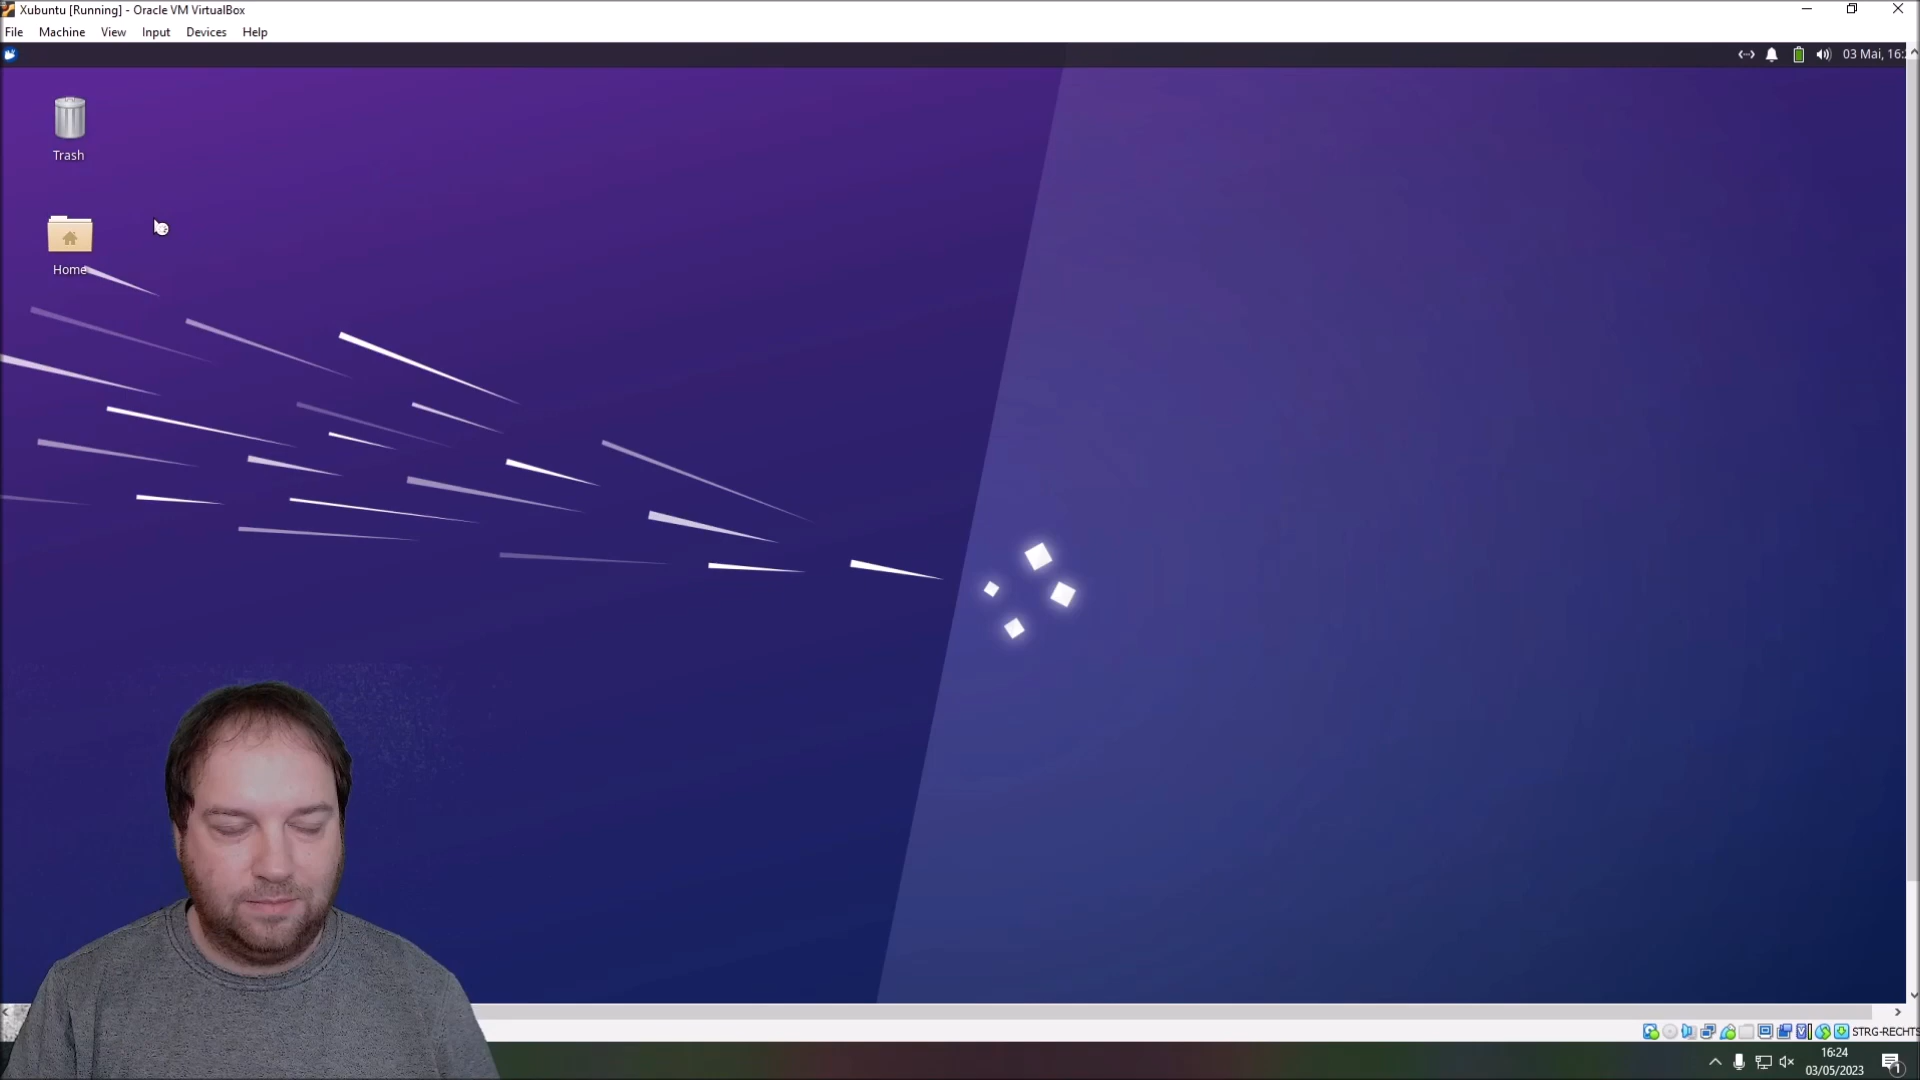 Xubuntu [Running] - Oracle VM VirtualBox
File Machine View Input Devices Help
03 Mai, 16:
Trash
Home
STRG-RECHTS
16:24
03/05/2023
1